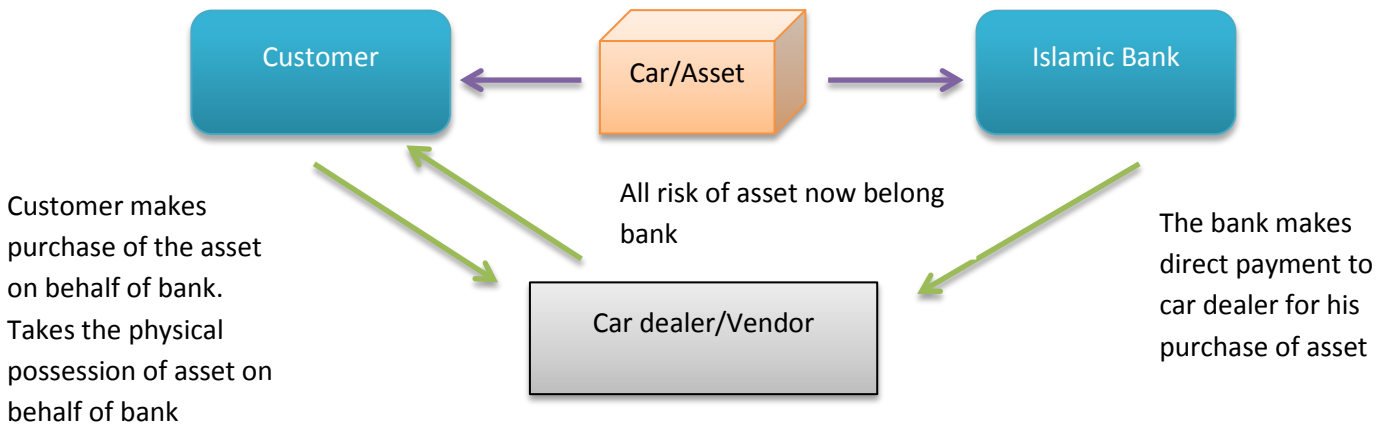 Customer
Car/Asset
Islamic Bank
Customer makes
purchase of the asset
on behalf of bank.
Takes the physical
possession of asset on
behalf of bank
All risk of asset now belong
bank
The bank makes
direct payment to
car dealer for his
purchase of asset
Car dealer/Vendor